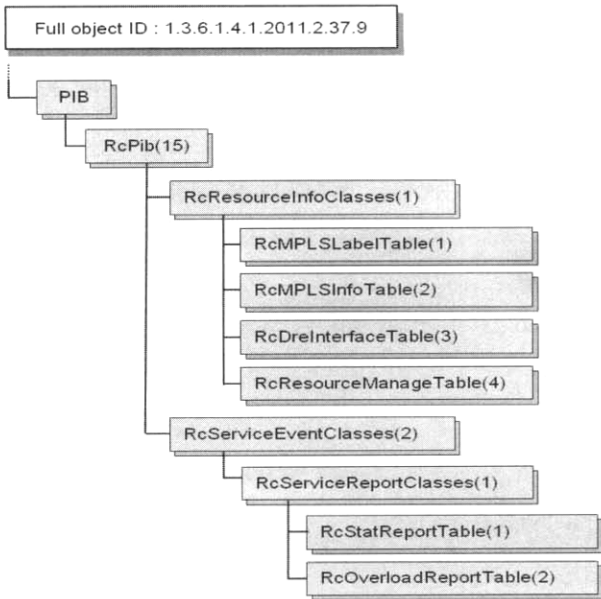 Full object ID : 1.3.6.1.4.1.2011.2.37.9
PIB
RcPib(15)
RcResourceInfoClasses(1)
RcMPLSLabelTable(1)
RcMPLSInfoTable(2)
RcDreInterfaceTable(3)
RcResourceManageTable(4)
RcServiceEventClasses(2)
RcServiceReportClasses(1)
RcStatReportTable(1)
RcOverloadReportTable(2)